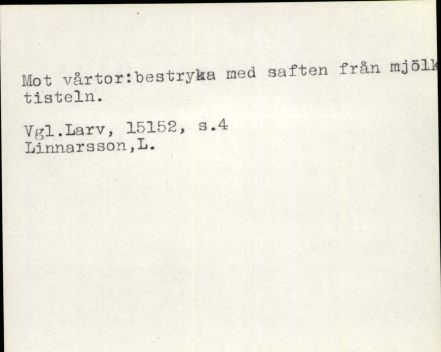 Mot vårtor:bestryka med saften från mjölk
tisteln.
Vgl.Larv, 15152, s.4
Linnarsson,L.